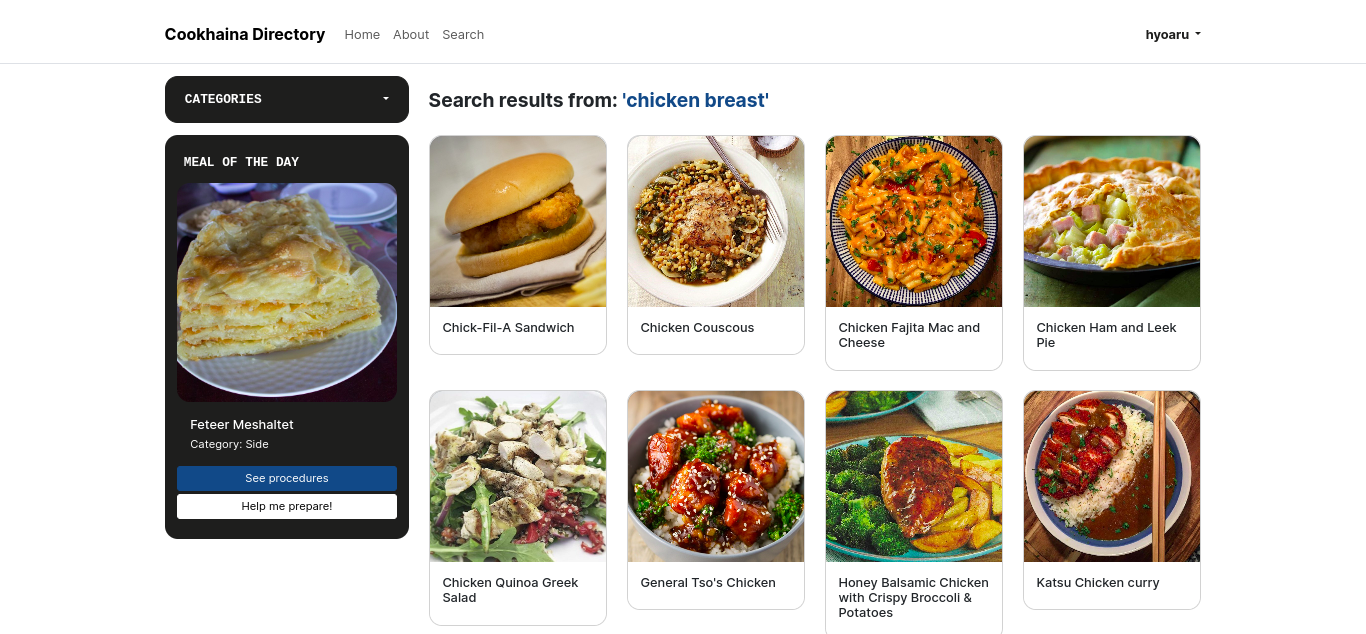 Cookhaina Directory
Home
About
Search
hyoaru
CATEGORIES
MEAL OF THE DAY
Feteer Meshaltet
Category: Side
See procedures
Help me prepare!
Search results from: 'chicken breast'
Chick-Fil-A Sandwich
Chicken Couscous
Chicken Fajita Mac and
Cheese
Chicken Ham and Leek
Pie
Chicken Quinoa Greek
Salad
General Tso's Chicken
Honey Balsamic Chicken
with Crispy Broccoli &
Potatoes
Katsu Chicken curry